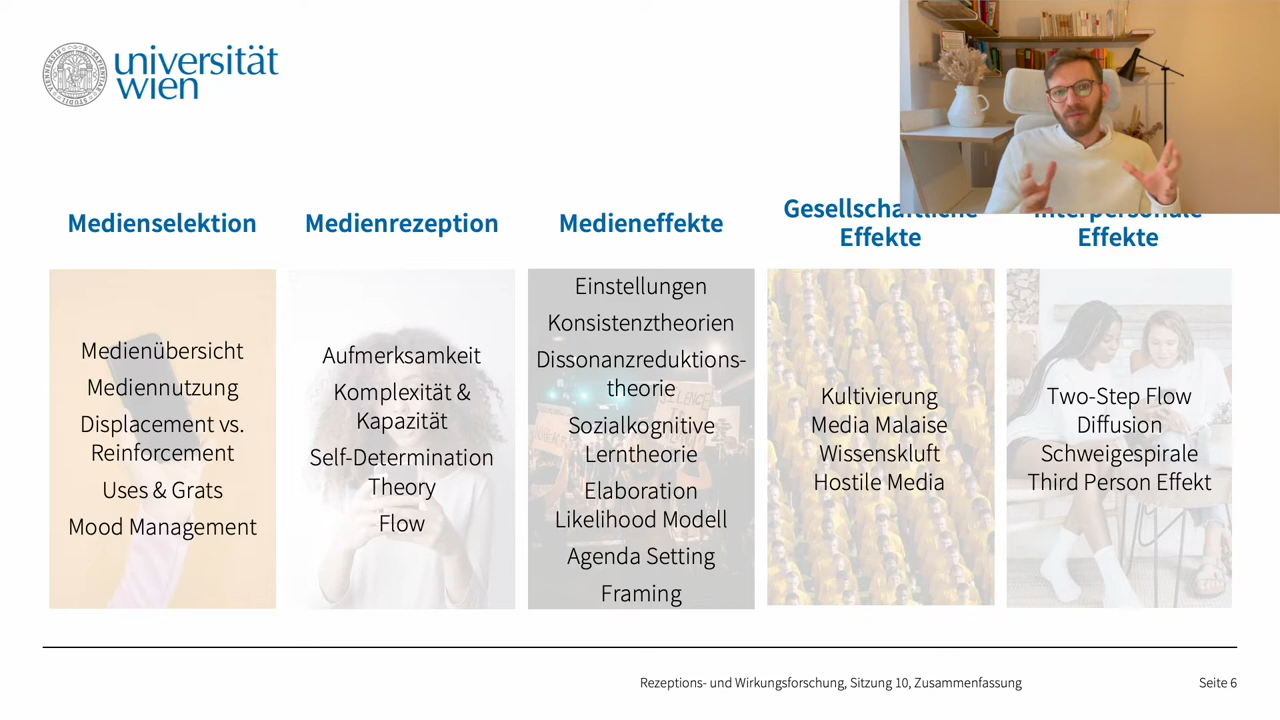 universität
wien
Medienselektion
Medienübersicht
Mediennutzung
Displacement vs.
Reinforcement
Uses & Grats
Mood Management
Medienrezeption
Aufmerksamkeit
Komplexität &
Kapazität
Self-Determination
Theory
Flow
Medieneffekte
Einstellungen
Konsistenztheorien
Dissonanzreduktions-
theorie
Sozialkognitive
Lerntheorie
Elaboration
Likelihood Modell
Agenda Setting
Framing
Gesellschaftliche
Effekte
Kultivierung
Media Malaise
Wissenskluft
Hostile Media
Interpersonale
Effekte
Two-Step Flow
Diffusion
Schweigespirale
Third Person Effekt
Rezeptions- und Wirkungsforschung, Sitzung 10, Zusammenfassung
Seite 6